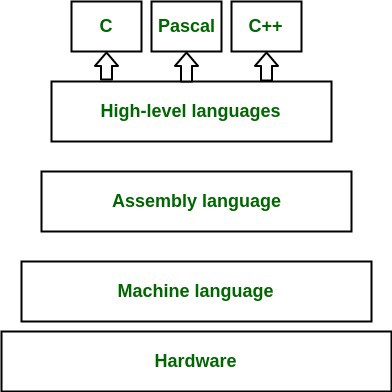 C Pascal C++
High-level languages
Assembly language
Machine language
Hardware